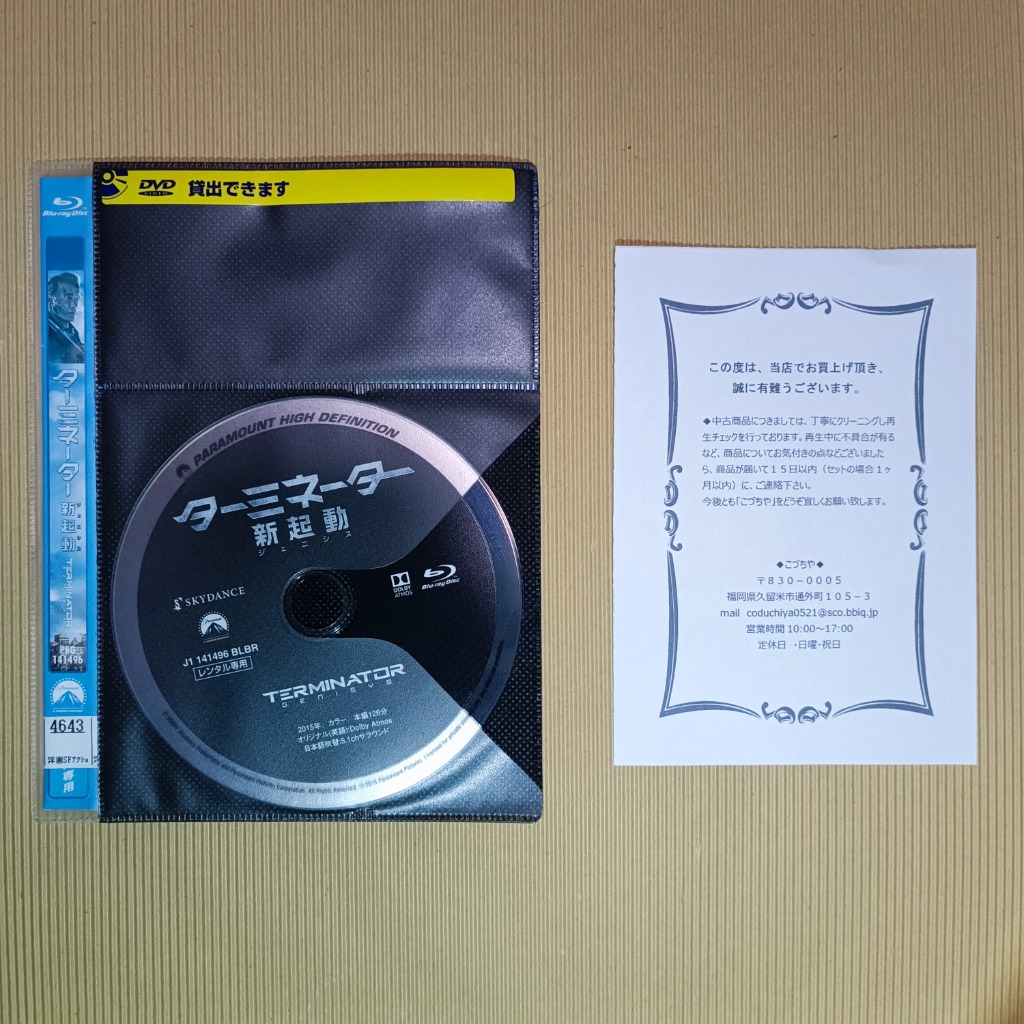 DVD
VIDEO
貸出できます
Blu-ray Disc
ターミネーター
新起動
ジェニシス
TERMINATOR
PBG
141496
4643
洋画SFアクショ
専用
PARAMOUNT HIGH DEFINITION
ターミネーター
新起動
ジェニシス
SKYDANCE
DOLBY
ATMOS
Blu-ray Disc
J1 141496 BLBR
レンタル専用
TERMINATOR
GENISYS
2015年 カラー 本編126分
オリジナル(英語):Dolby Atmos
日本語吹替:5.1chサラウンド
この度は、当店でお買上げ頂き、
誠に有難うございます。
◆中古商品につきましては、丁寧にクリーニングし再
生チェックを行っております。再生中に不具合が有る
など、商品についてお気付きの点などございました
ら、商品が届いて１５日以内（セットの場合１ヶ
月以内）に、ご連絡下さい。
今後とも「こづちや」をどうぞ宜しくお願い致します。
◆こづちや◆
〒８３０－０００５
福岡県久留米市通外町１０５－３
mail coduchiya0521@sco.bbiq.jp
営業時間 10:00～17:00
定休日 ・日曜・祝日